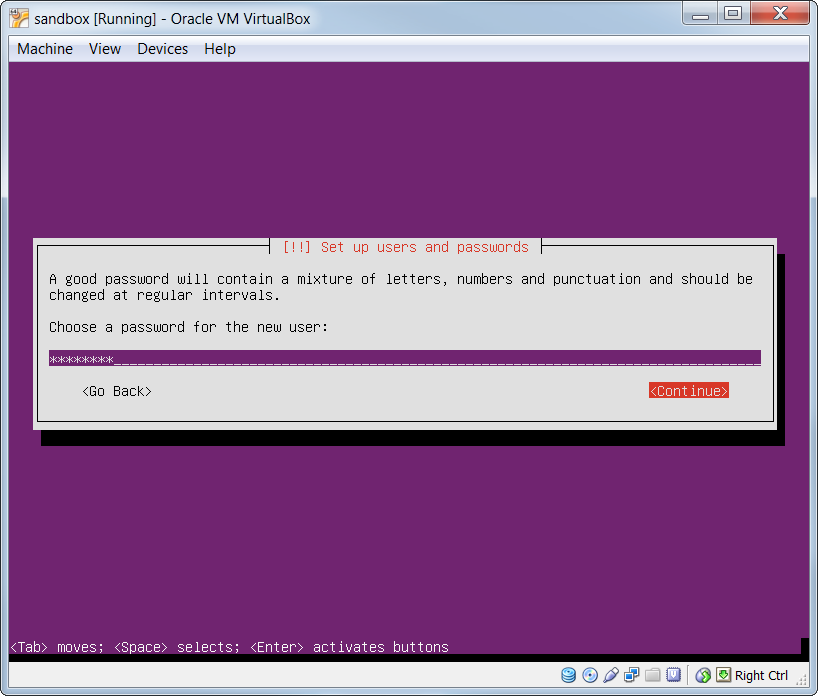 sandbox [Running] - Oracle VM VirtualBox
Machine View Devices Help
[!!] Set up users and passwords
A good password will contain a mixture of letters, numbers and punctuation and should be
changed at regular intervals.
Choose a password for the new user:
********
<Go Back> <Continue>
<Tab> moves; <Space> selects; <Enter> activates buttons
Right Ctrl